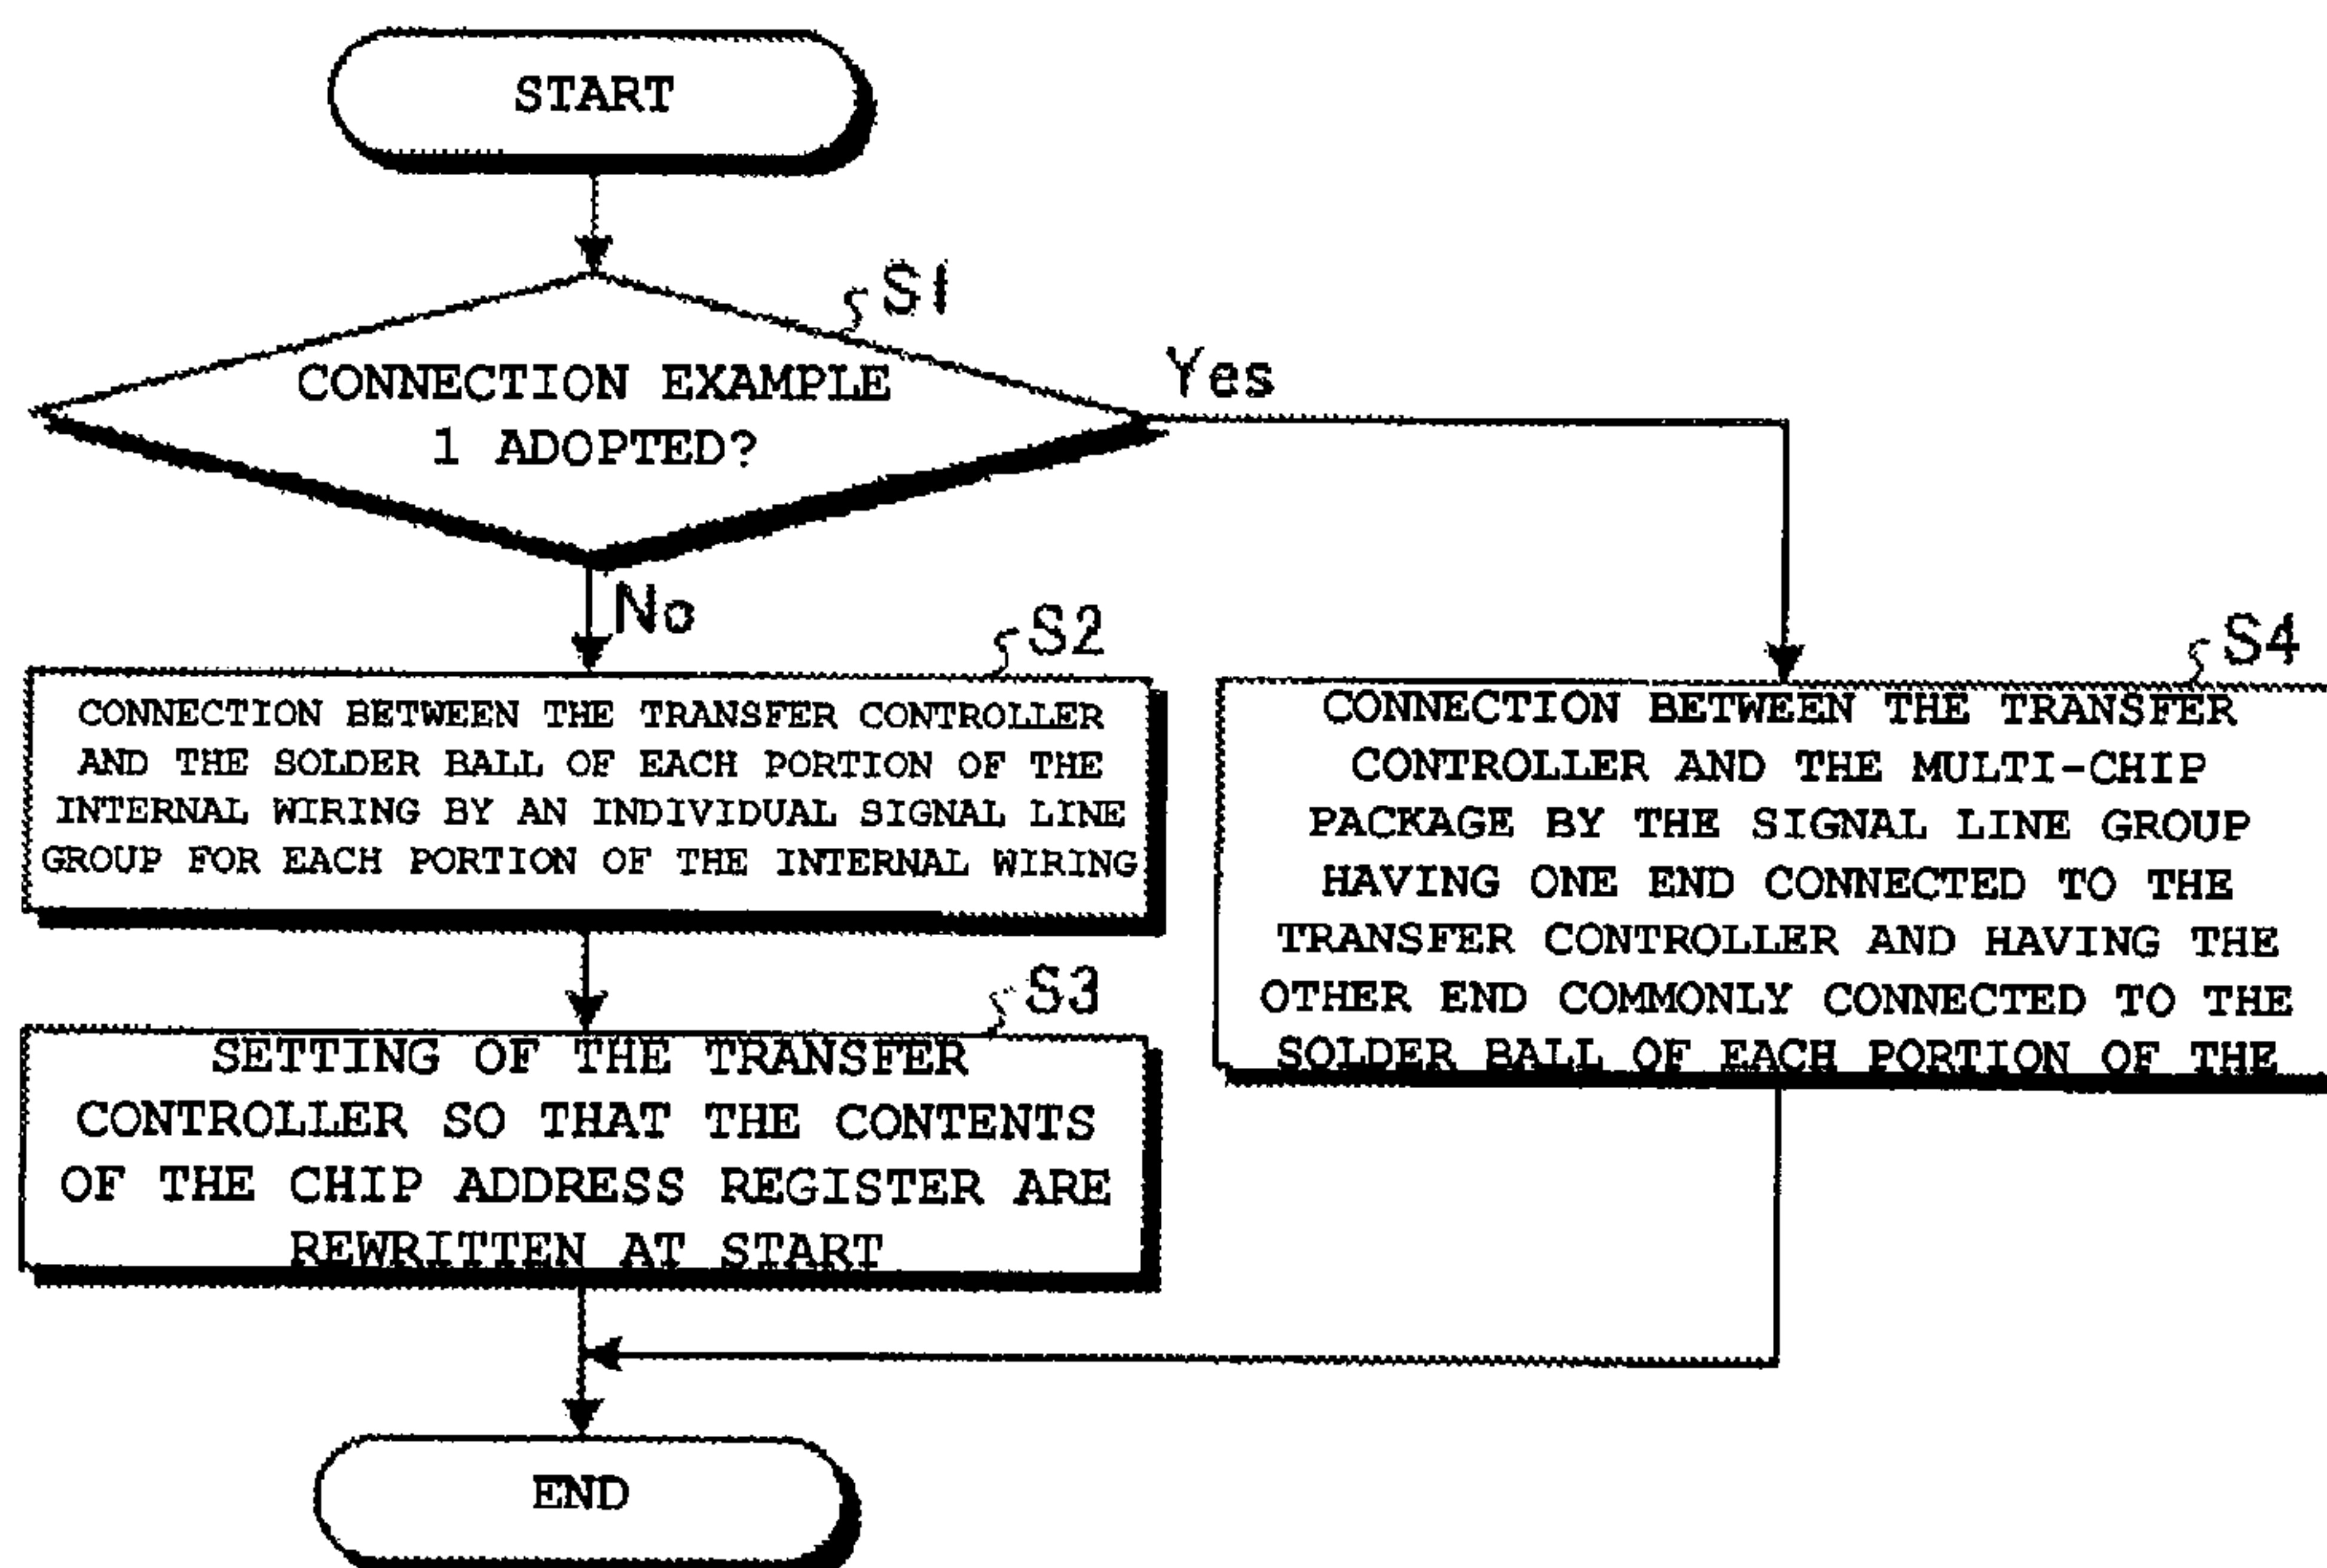 START
S1
CONNECTION EXAMPLE
1 ADOPTED?
Yes
No
S2
CONNECTION BETWEEN THE TRANSFER CONTROLLER
AND THE SOLDER BALL OF EACH PORTION OF THE
INTERNAL WIRING BY AN INDIVIDUAL SIGNAL LINE
GROUP FOR EACH PORTION OF THE INTERNAL WIRING
S3
SETTING OF THE TRANSFER
CONTROLLER SO THAT THE CONTENTS
OF THE CHIP ADDRESS REGISTER ARE
REWRITTEN AT START
S4
CONNECTION BETWEEN THE TRANSFER
CONTROLLER AND THE MULTI-CHIP
PACKAGE BY THE SIGNAL LINE GROUP
HAVING ONE END CONNECTED TO THE
TRANSFER CONTROLLER AND HAVING THE
OTHER END COMMONLY CONNECTED TO THE
SOLDER BALL OF EACH PORTION OF THE
END